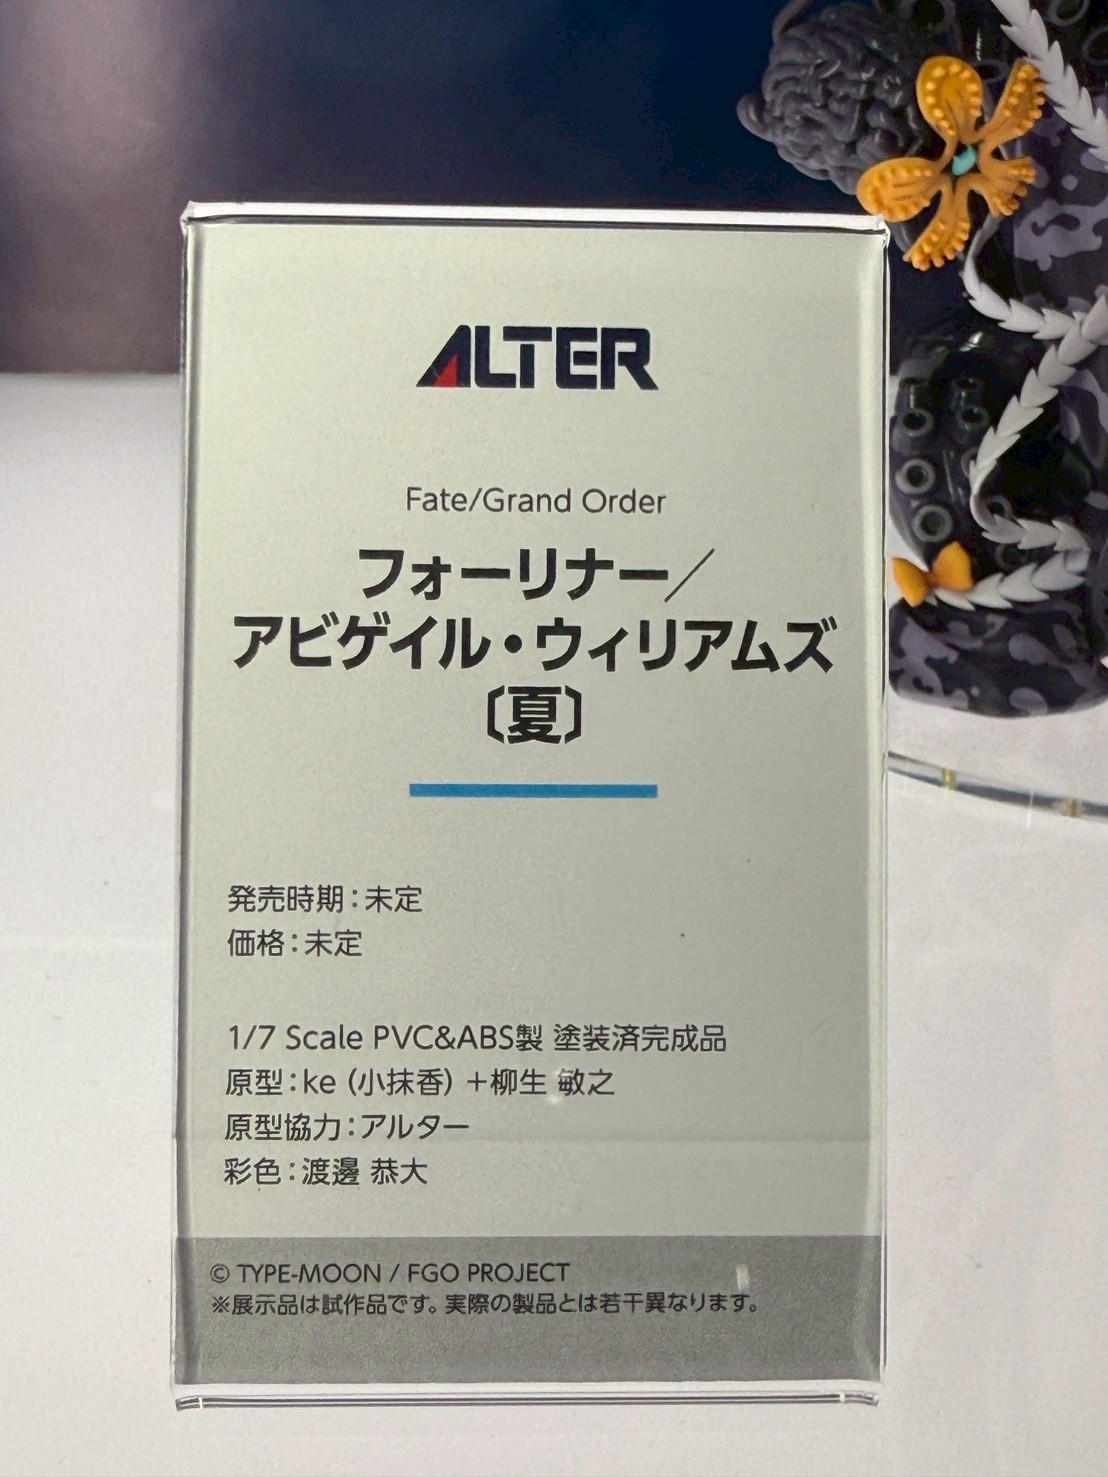 ALTER
Fate/Grand Order
フォーリナー／
アビゲイル・ウィリアムズ
〔夏〕
発売時期：未定
価格：未定
1/7 Scale PVC&ABS製 塗装済完成品
原型：ke（小抹香）＋柳生 敏之
原型協力：アルター
彩色：渡邊 恭大
© TYPE-MOON / FGO PROJECT
※展示品は試作品です。実際の製品とは若干異なります。